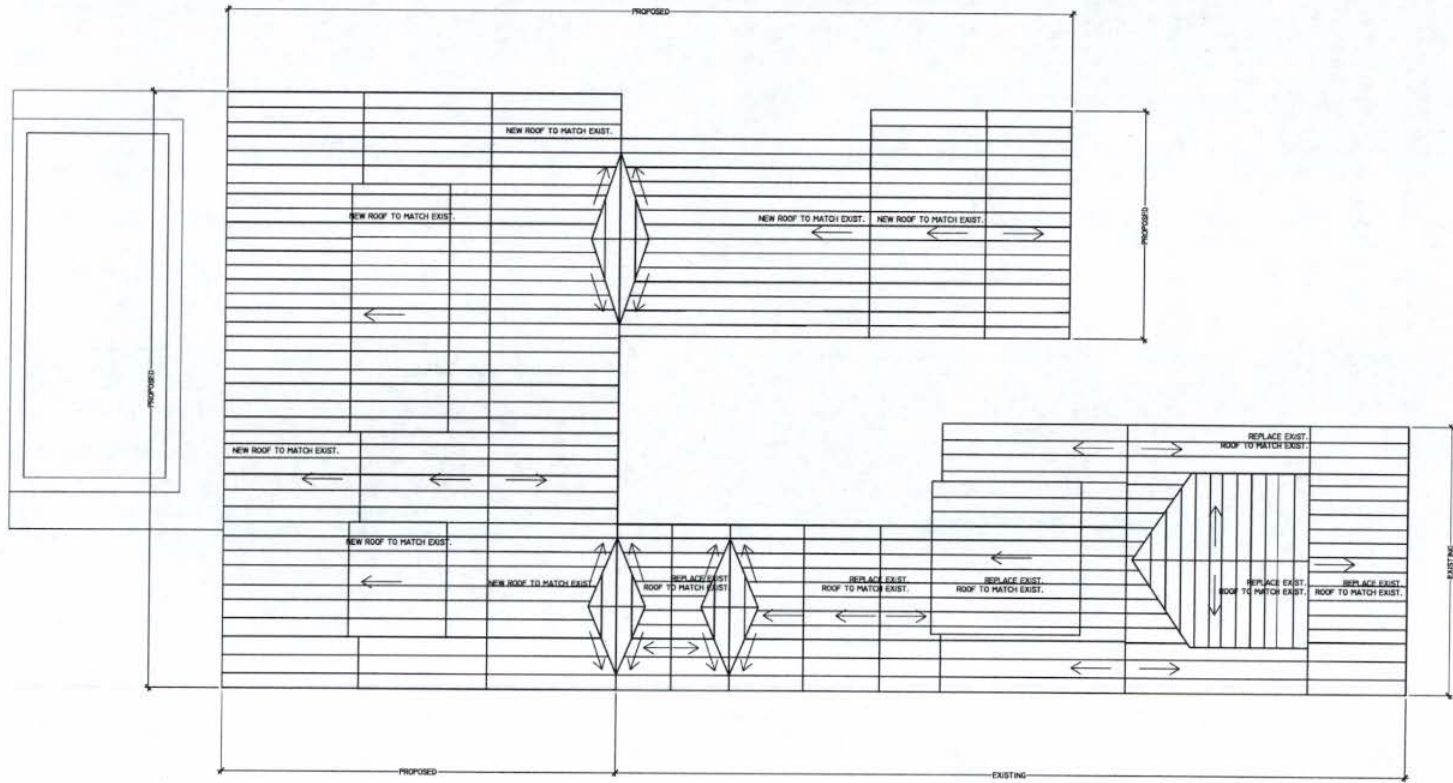 PROPOSED
NEW ROOF TO MATCH EXIST.
NEW ROOF TO MATCH EXIST.
NEW ROOF TO MATCH EXIST.
NEW ROOF TO MATCH EXIST.
PROPOSED
PROPOSED
NEW ROOF TO MATCH EXIST.
REPLACE EXIST.
ROOF TO MATCH EXIST.
NEW ROOF TO MATCH EXIST.
NEW ROOF TO MATCH EXIST.
REPLACE EXIST.
ROOF TO MATCH EXIST.
REPLACE EXIST.
ROOF TO MATCH EXIST.
REPLACE EXIST.
ROOF TO MATCH EXIST.
REPLACE EXIST.
ROOF TO MATCH EXIST.
REPLACE EXIST.
ROOF TO MATCH EXIST.
EXISTING
PROPOSED
EXISTING